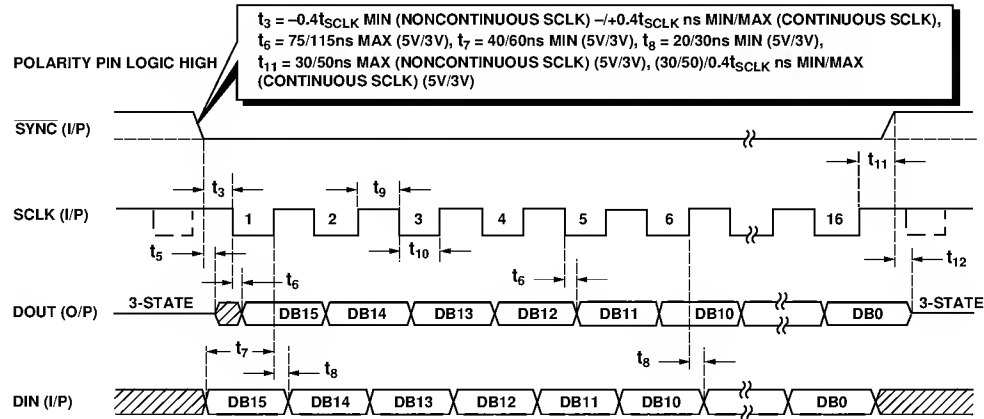 t3 = –0.4tSCLK MIN (NONCONTINUOUS SCLK) –/+0.4tSCLK ns MIN/MAX (CONTINUOUS SCLK),
t6 = 75/115ns MAX (5V/3V), t7 = 40/60ns MIN (5V/3V), t8 = 20/30ns MIN (5V/3V),
t11 = 30/50ns MAX (NONCONTINUOUS SCLK) (5V/3V), (30/50)/0.4tSCLK ns MIN/MAX
(CONTINUOUS SCLK) (5V/3V)
POLARITY PIN LOGIC HIGH
SYNC (I/P)
t3 t9 t11
SCLK (I/P) 1 2 3 4 5 6 16
t5 t10 t12
t6 t6
3-STATE 3-STATE
DOUT (O/P) DB15 DB14 DB13 DB12 DB11 DB10 DB0
t7 t8 t8
DIN (I/P) DB15 DB14 DB13 DB12 DB11 DB10 DB0